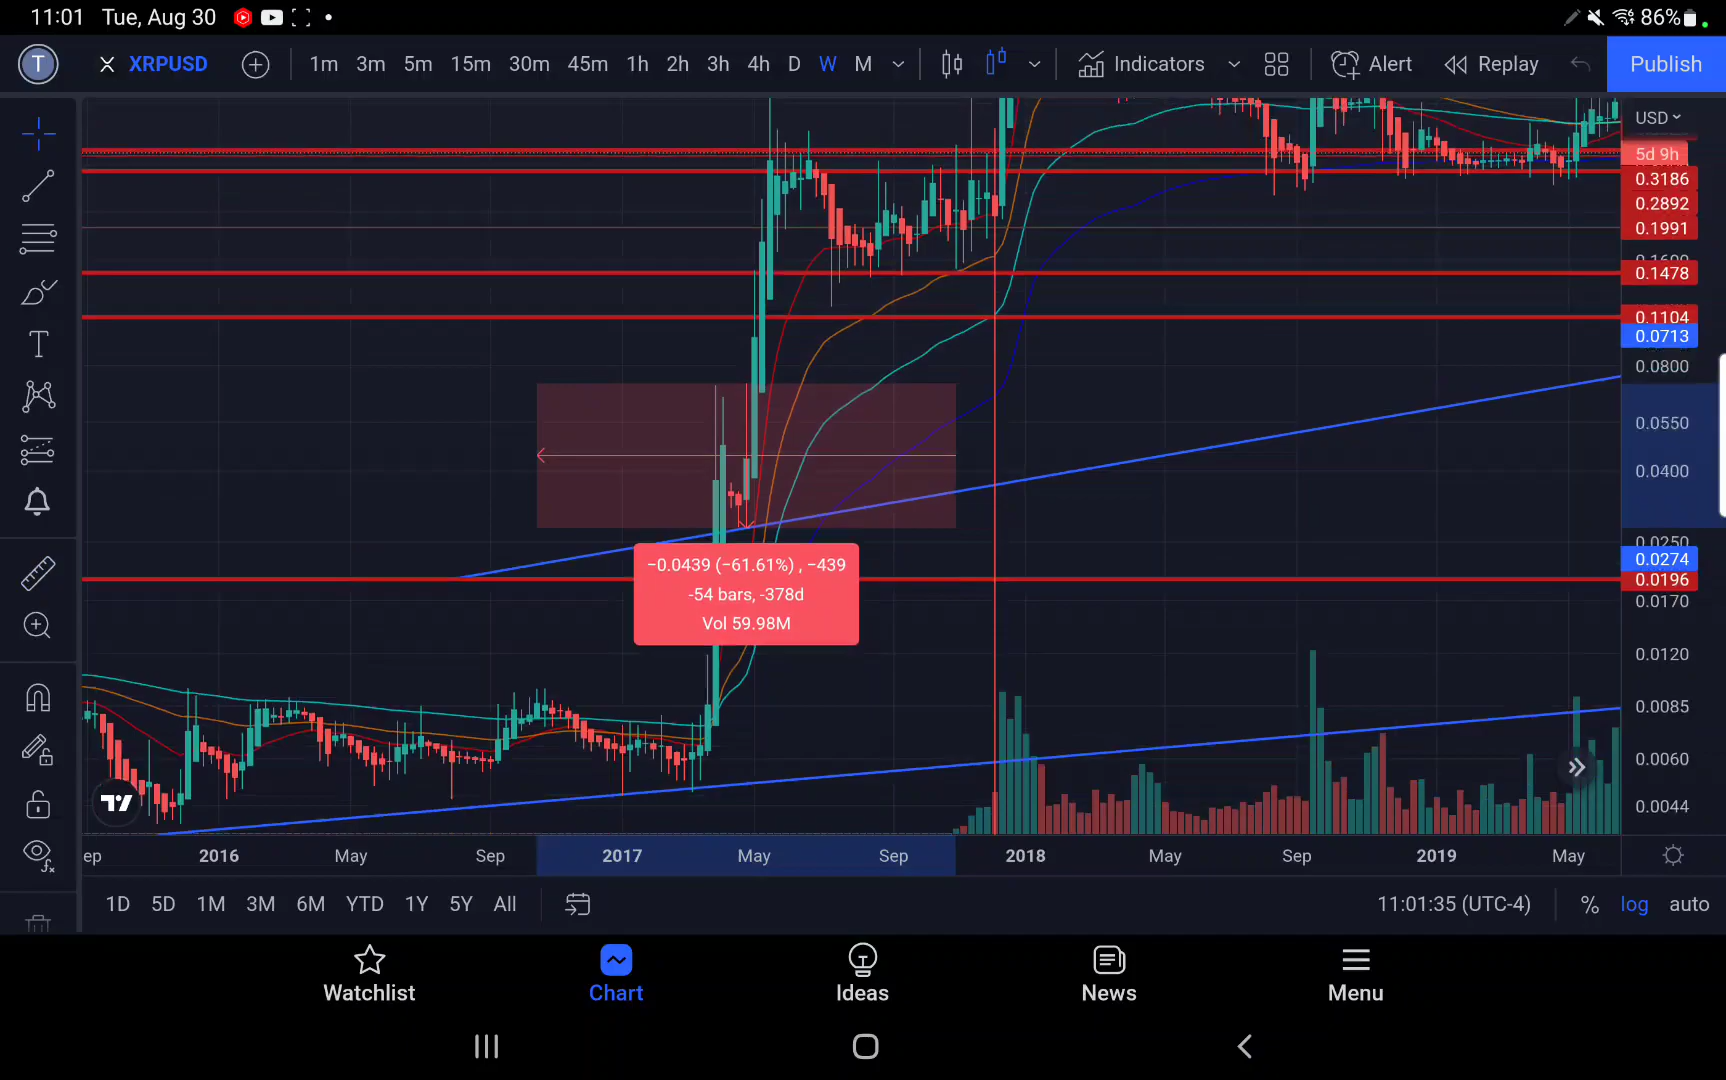 11:01 Tue, Aug 30
86%
T
XRPUSD
1m 3m 5m 15m 30m 45m 1h 2h 3h 4h D W M
Indicators
Alert
Replay
Publish
USD
5d 9h
0.3186
0.2892
0.1991
0.1478
0.1104
0.0713
0.0800
0.0550
0.0400
0.0274
0.0196
0.0170
0.0120
0.0085
0.0060
0.0044
−0.0439 (−61.61%) , −439
-54 bars, -378d
Vol 59.98M
ep 2016 May Sep 2017 May Sep 2018 May Sep 2019 May
1D 5D 1M 3M 6M YTD 1Y 5Y All
11:01:35 (UTC-4)
% log auto
Watchlist
Chart
Ideas
News
Menu